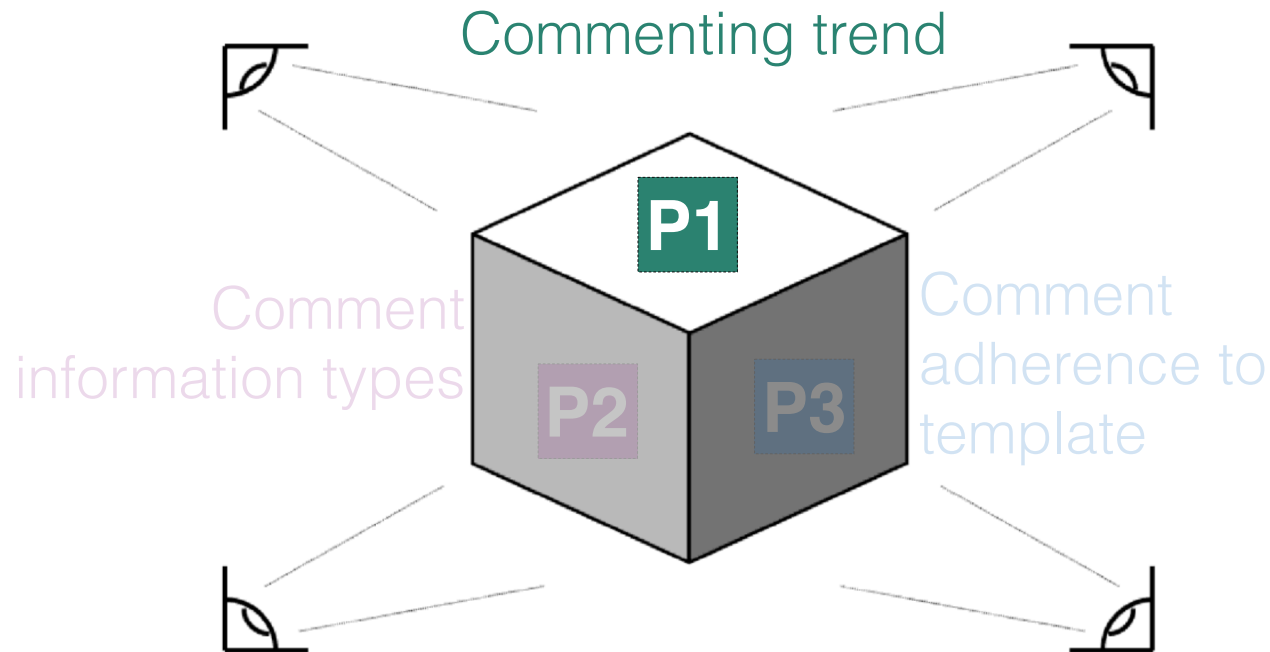 Commenting trend
P1
Comment
information types
P2
P3
Comment
adherence to
template